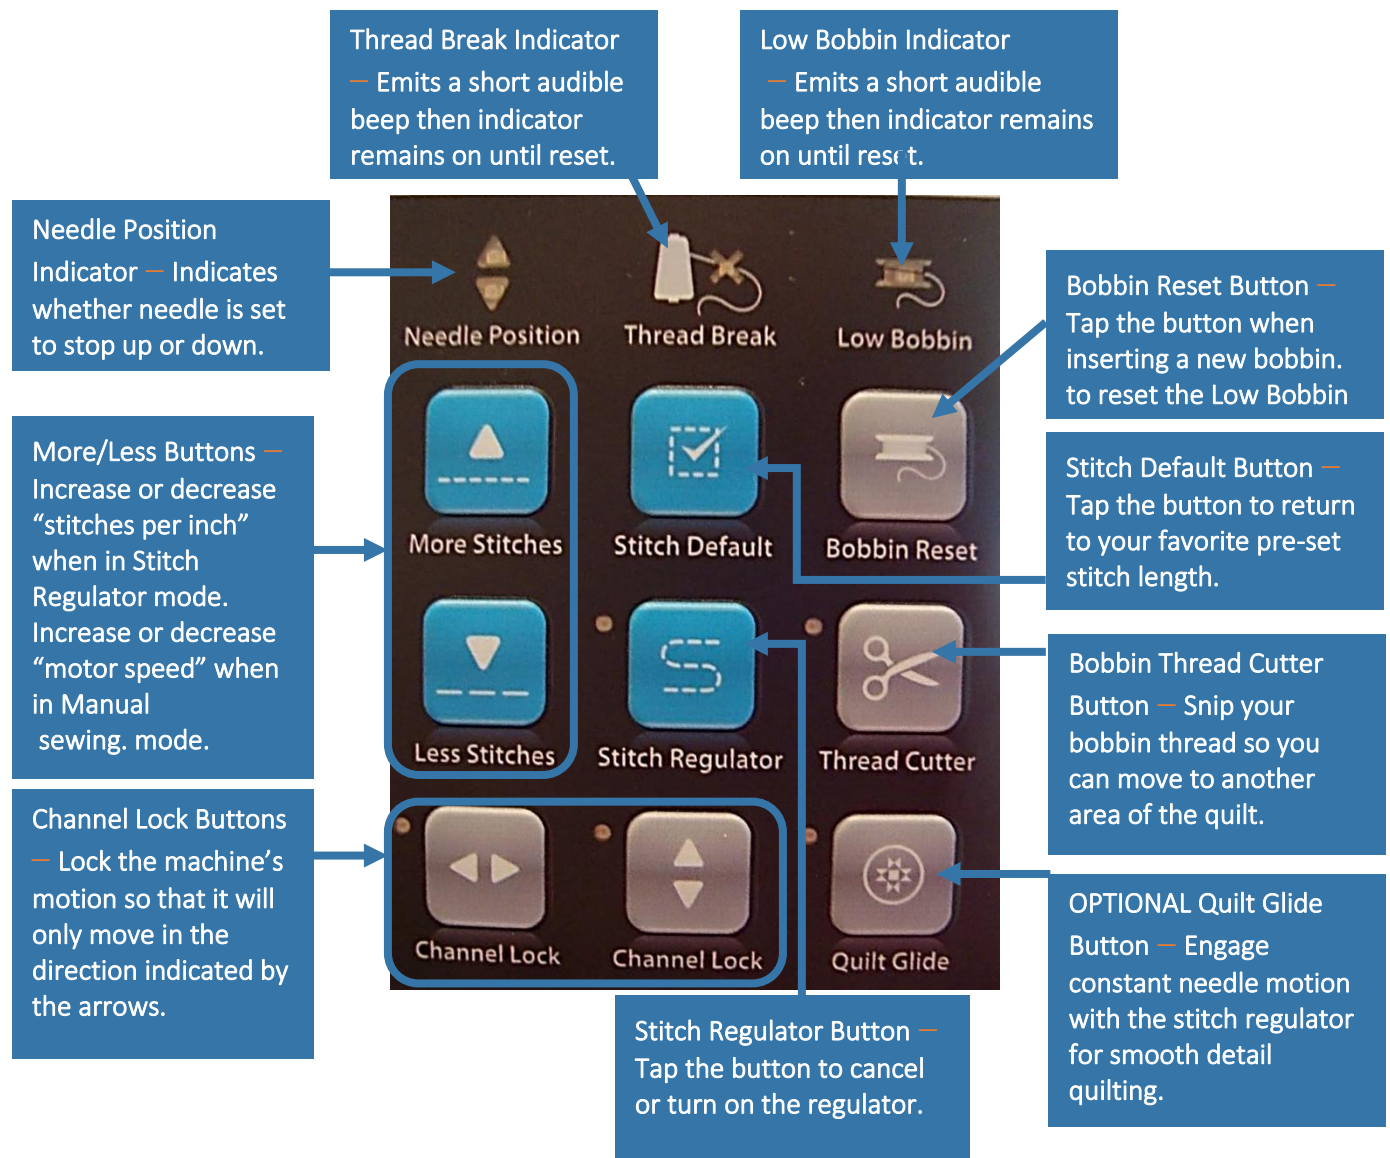 Thread Break Indicator
– Emits a short audible
beep then indicator
remains on until reset.
Low Bobbin Indicator
– Emits a short audible
beep then indicator remains
on until reset.
Needle Position
Indicator – Indicates
whether needle is set
to stop up or down.
Needle Position
Thread Break
Low Bobbin
Bobbin Reset Button –
Tap the button when
inserting a new bobbin.
to reset the Low Bobbin
More/Less Buttons –
Increase or decrease
“stitches per inch”
when in Stitch
Regulator mode.
Increase or decrease
“motor speed” when
in Manual
sewing. mode.
More Stitches
Stitch Default
Bobbin Reset
Stitch Default Button –
Tap the button to return
to your favorite pre-set
stitch length.
Less Stitches
Stitch Regulator
Thread Cutter
Bobbin Thread Cutter
Button – Snip your
bobbin thread so you
can move to another
area of the quilt.
Channel Lock Buttons
– Lock the machine’s
motion so that it will
only move in the
direction indicated by
the arrows.
Channel Lock
Channel Lock
Quilt Glide
OPTIONAL Quilt Glide
Button – Engage
constant needle motion
with the stitch regulator
for smooth detail
quilting.
Stitch Regulator Button –
Tap the button to cancel
or turn on the regulator.